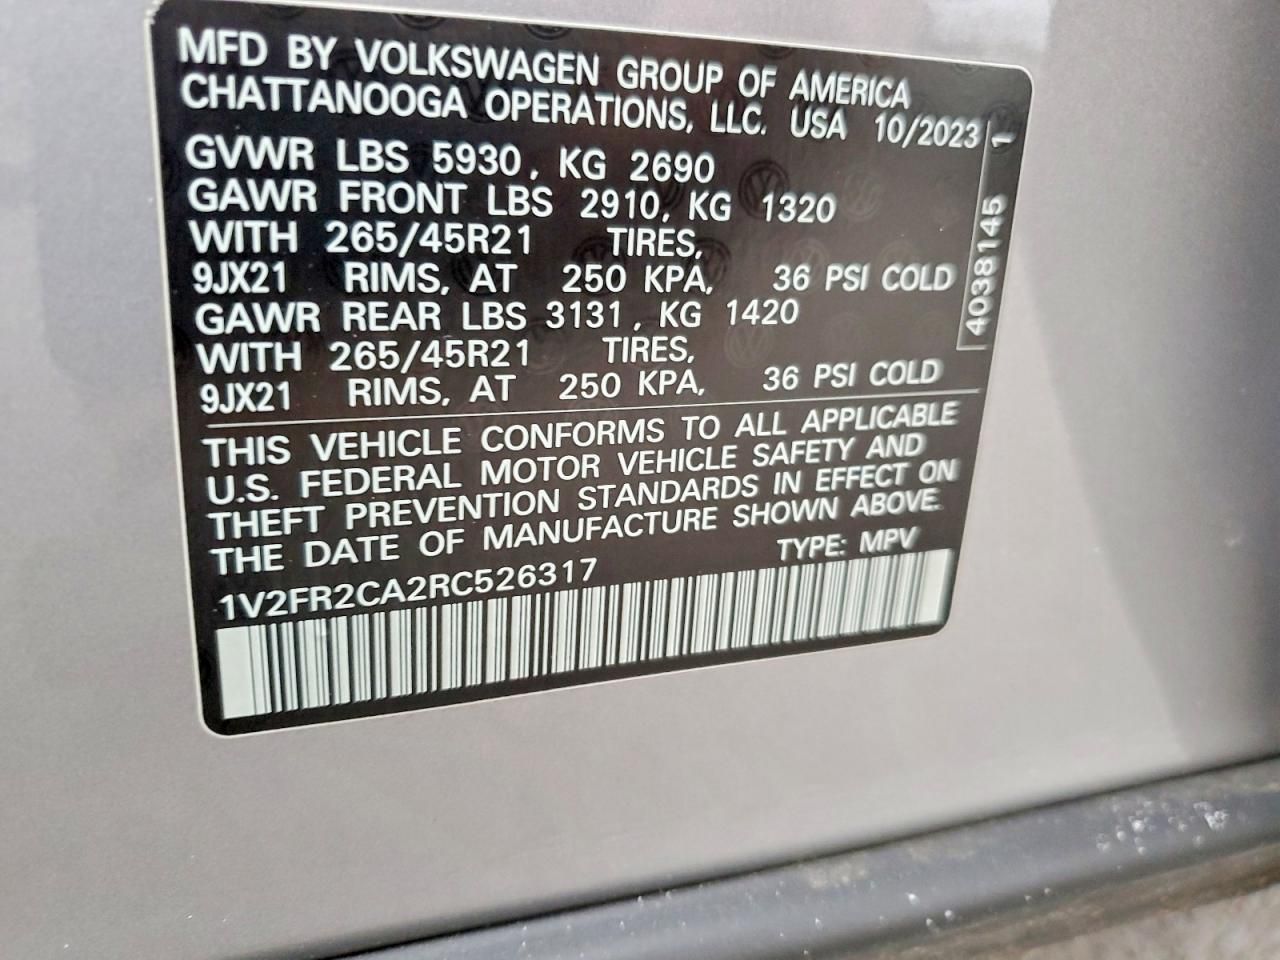 MFD BY VOLKSWAGEN GROUP OF AMERICA
CHATTANOOGA OPERATIONS, LLC. USA 10/2023
GVWR LBS 5930, KG 2690
GAWR FRONT LBS 2910, KG 1320
WITH 265/45R21 TIRES,
9JX21 RIMS, AT 250 KPA, 36 PSI COLD
GAWR REAR LBS 3131, KG 1420
WITH 265/45R21 TIRES,
9JX21 RIMS, AT 250 KPA, 36 PSI COLD
4038145 1
THIS VEHICLE CONFORMS TO ALL APPLICABLE
U.S. FEDERAL MOTOR VEHICLE SAFETY AND
THEFT PREVENTION STANDARDS IN EFFECT ON
THE DATE OF MANUFACTURE SHOWN ABOVE.
1V2FR2CA2RC526317 TYPE: MPV